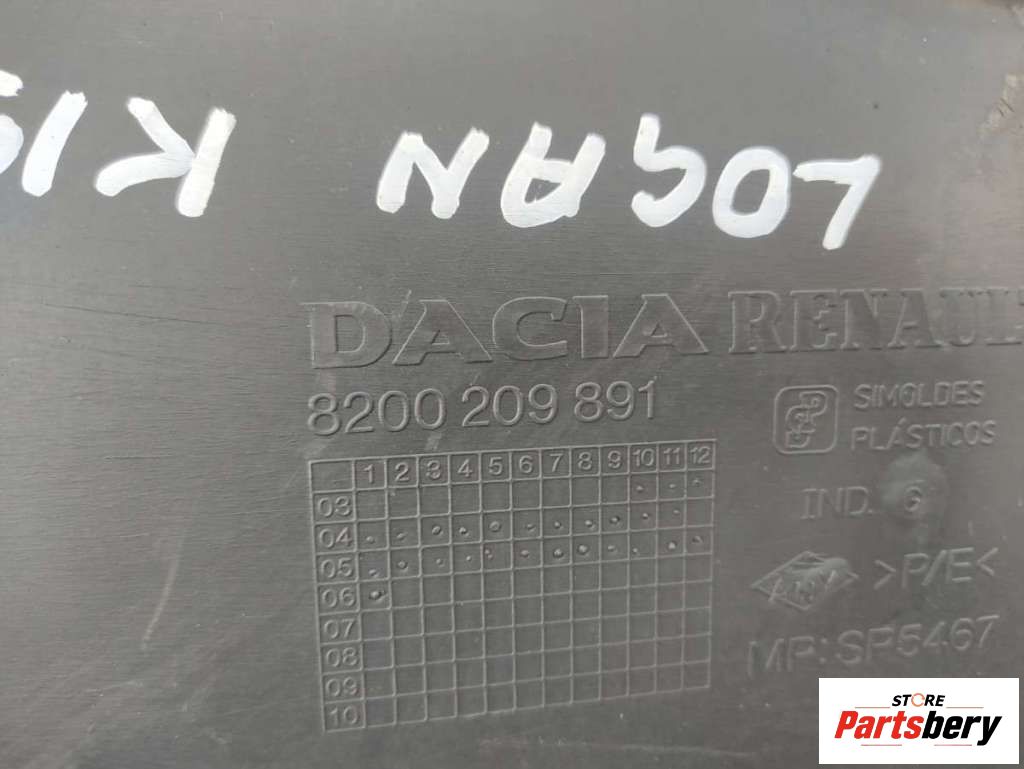 LOGAN
DACIA RENAULT
8200 209 891
SIMOLDES
PLÁSTICOS
IND. G
>P/E<
MP: SP5467
1 2 3 4 5 6 7 8 9 10 11 12
03
04
05
06
07
08
09
10
STORE
Partsbery